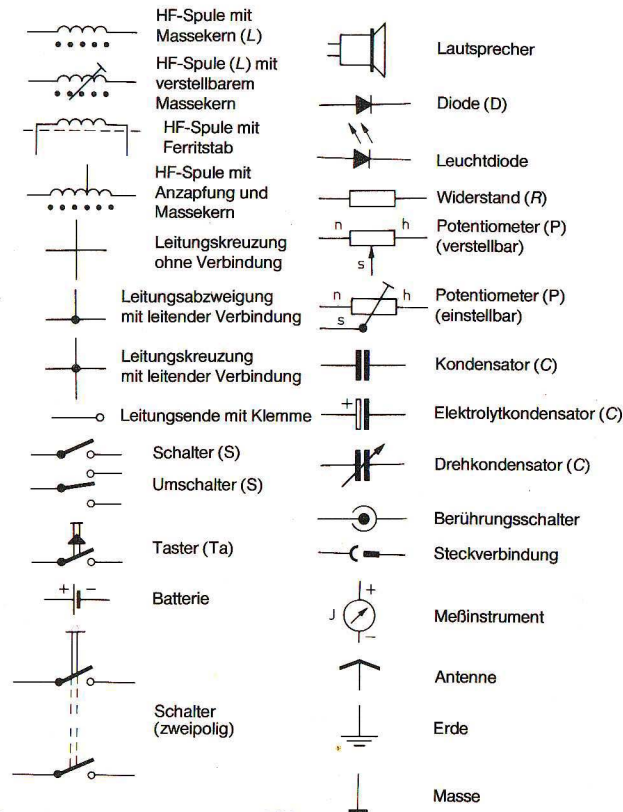 HF-Spule mit
Massekern (L)
HF-Spule (L) mit
verstellbarem
Massekern
HF-Spule mit
Ferritstab
HF-Spule mit
Anzapfung und
Massekern
Leitungskreuzung
ohne Verbindung
Leitungsabzweigung
mit leitender Verbindung
Leitungskreuzung
mit leitender Verbindung
Leitungsende mit Klemme
Schalter (S)
Umschalter (S)
Taster (Ta)
+ −
Batterie
Schalter
(zweipolig)
Lautsprecher
Diode (D)
Leuchtdiode
Widerstand (R)
n h
s
Potentiometer (P)
(verstellbar)
n h
s
Potentiometer (P)
(einstellbar)
Kondensator (C)
+
Elektrolytkondensator (C)
Drehkondensator (C)
Berührungsschalter
Steckverbindung
+
J
−
Meßinstrument
Antenne
Erde
Masse